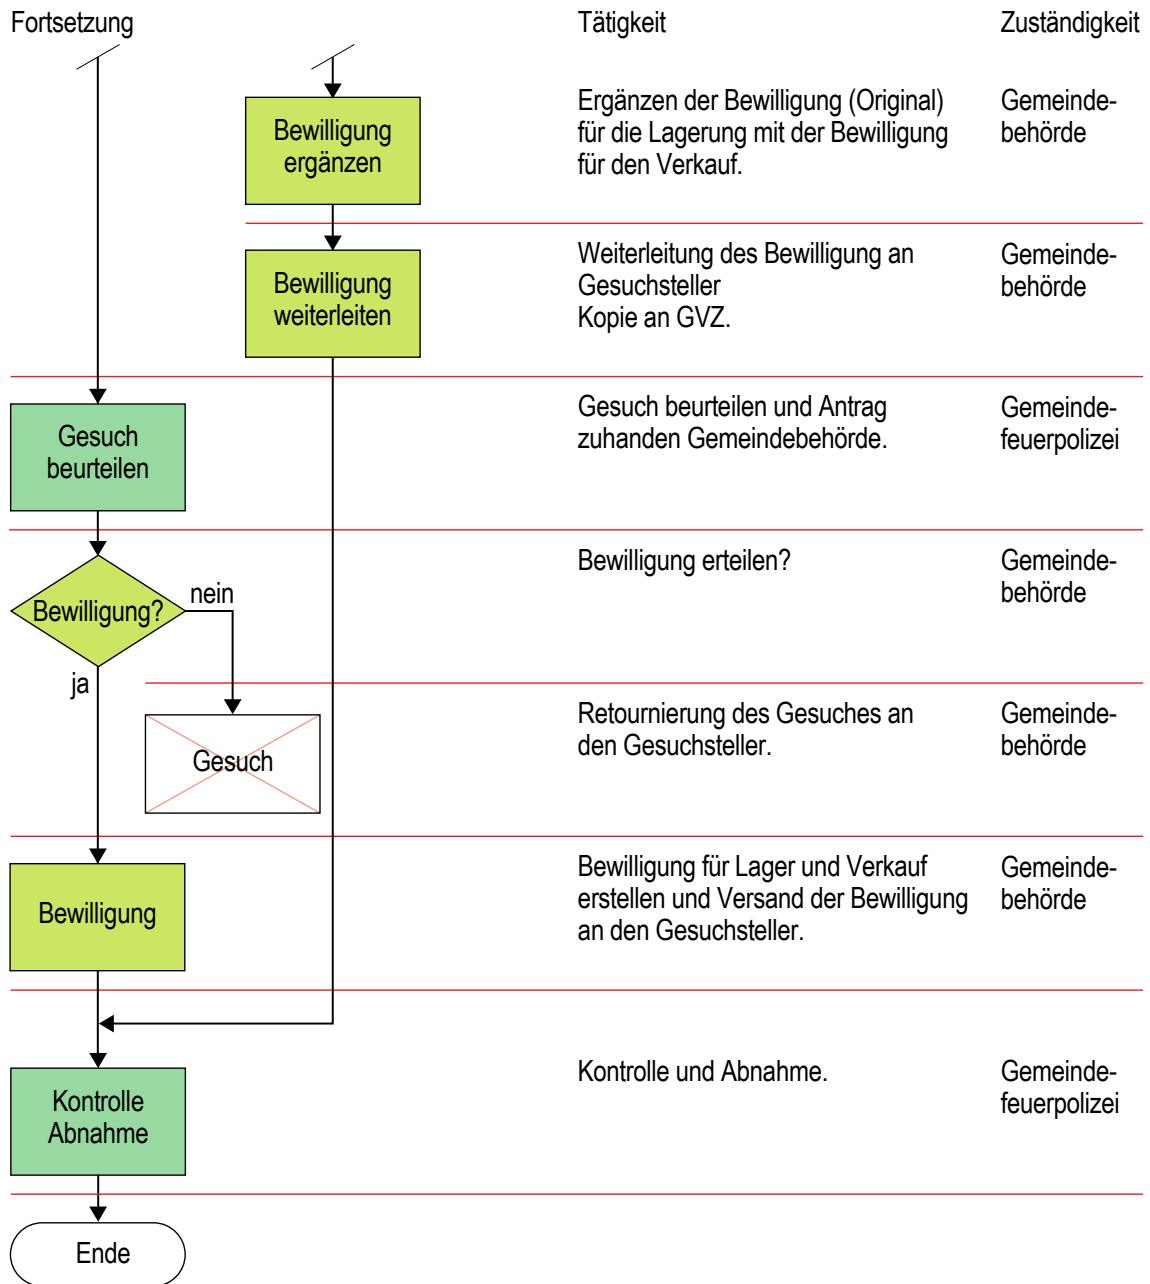 Fortsetzung Tätigkeit Zuständigkeit
Bewilligung
ergänzen
Ergänzen der Bewilligung (Original)
für die Lagerung mit der Bewilligung
für den Verkauf.
Gemeinde-
behörde
Bewilligung
weiterleiten
Weiterleitung des Bewilligung an
Gesuchsteller
Kopie an GVZ.
Gemeinde-
behörde
Gesuch
beurteilen
Gesuch beurteilen und Antrag
zuhanden Gemeindebehörde.
Gemeinde-
feuerpolizei
Bewilligung?
nein
ja
Bewilligung erteilen?
Gemeinde-
behörde
Gesuch
Retournierung des Gesuches an
den Gesuchsteller.
Gemeinde-
behörde
Bewilligung
Bewilligung für Lager und Verkauf
erstellen und Versand der Bewilligung
an den Gesuchsteller.
Gemeinde-
behörde
Kontrolle
Abnahme
Kontrolle und Abnahme.
Gemeinde-
feuerpolizei
Ende